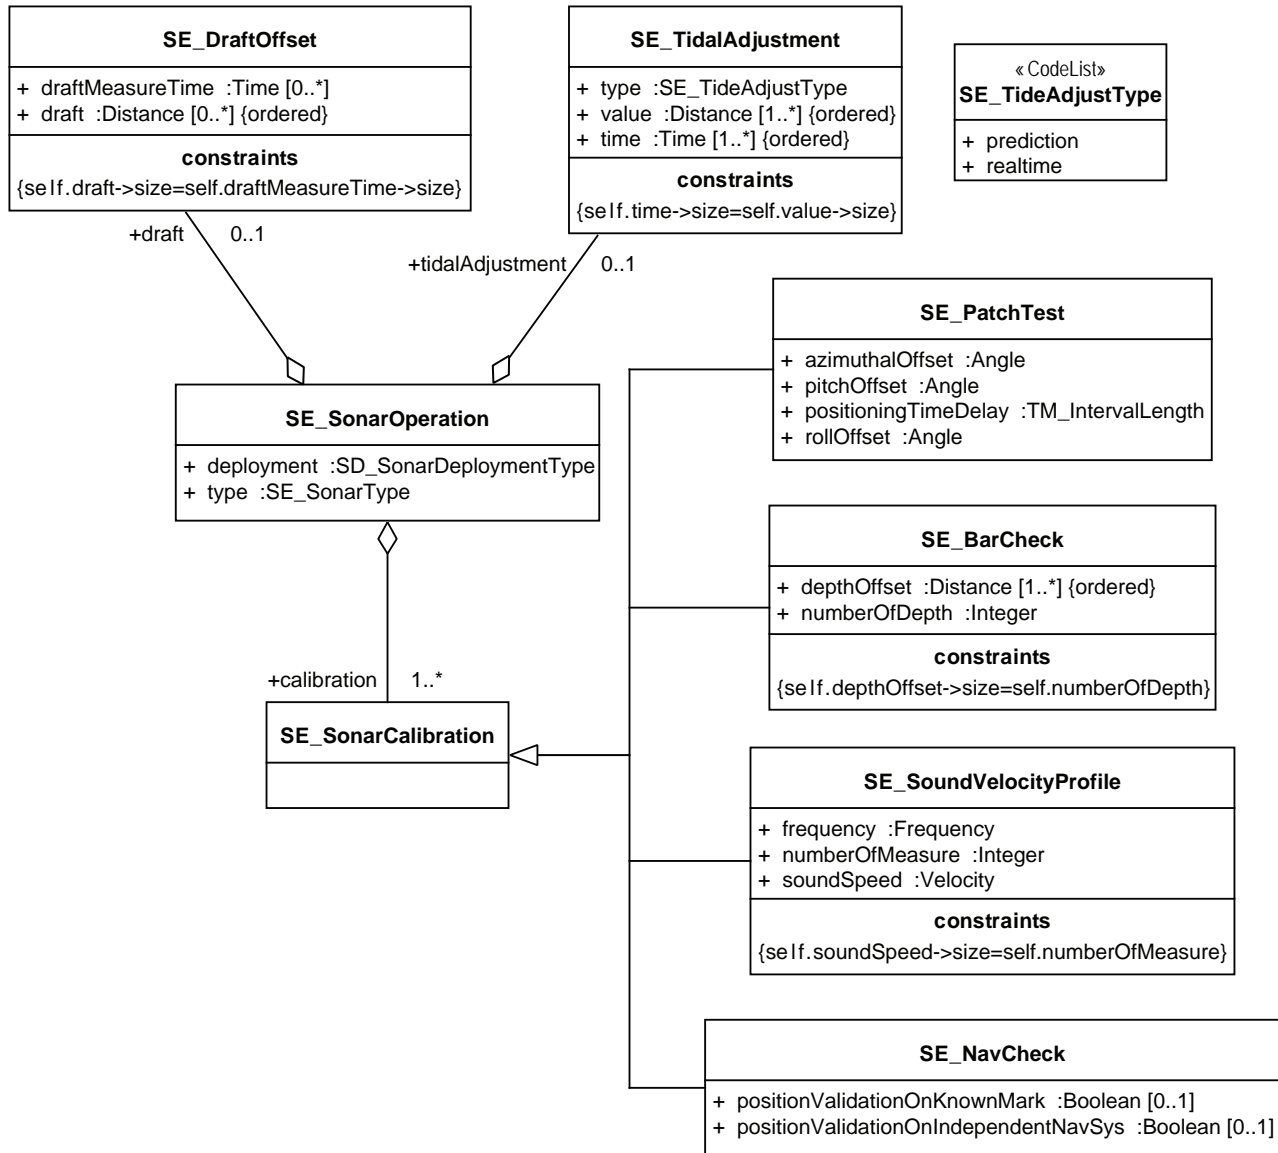 SE_DraftOffset
+ draftMeasureTime :Time [0..*]
+ draft :Distance [0..*] {ordered}
constraints
{self.draft->size=self.draftMeasureTime->size}
SE_TidalAdjustment
+ type :SE_TideAdjustType
+ value :Distance [1..*] {ordered}
+ time :Time [1..*] {ordered}
constraints
{self.time->size=self.value->size}
«CodeList»
SE_TideAdjustType
+ prediction
+ realtime
+draft 0..1
+tidalAdjustment 0..1
SE_PatchTest
+ azimuthalOffset :Angle
+ pitchOffset :Angle
+ positioningTimeDelay :TM_IntervalLength
+ rollOffset :Angle
SE_SonarOperation
+ deployment :SD_SonarDeploymentType
+ type :SE_SonarType
SE_BarCheck
+ depthOffset :Distance [1..*] {ordered}
+ numberOfDepth :Integer
constraints
{self.depthOffset->size=self.numberOfDepth}
+calibration 1..*
SE_SonarCalibration
SE_SoundVelocityProfile
+ frequency :Frequency
+ numberOfMeasure :Integer
+ soundSpeed :Velocity
constraints
{self.soundSpeed->size=self.numberOfMeasure}
SE_NavCheck
+ positionValidationOnKnownMark :Boolean [0..1]
+ positionValidationOnIndependentNavSys :Boolean [0..1]